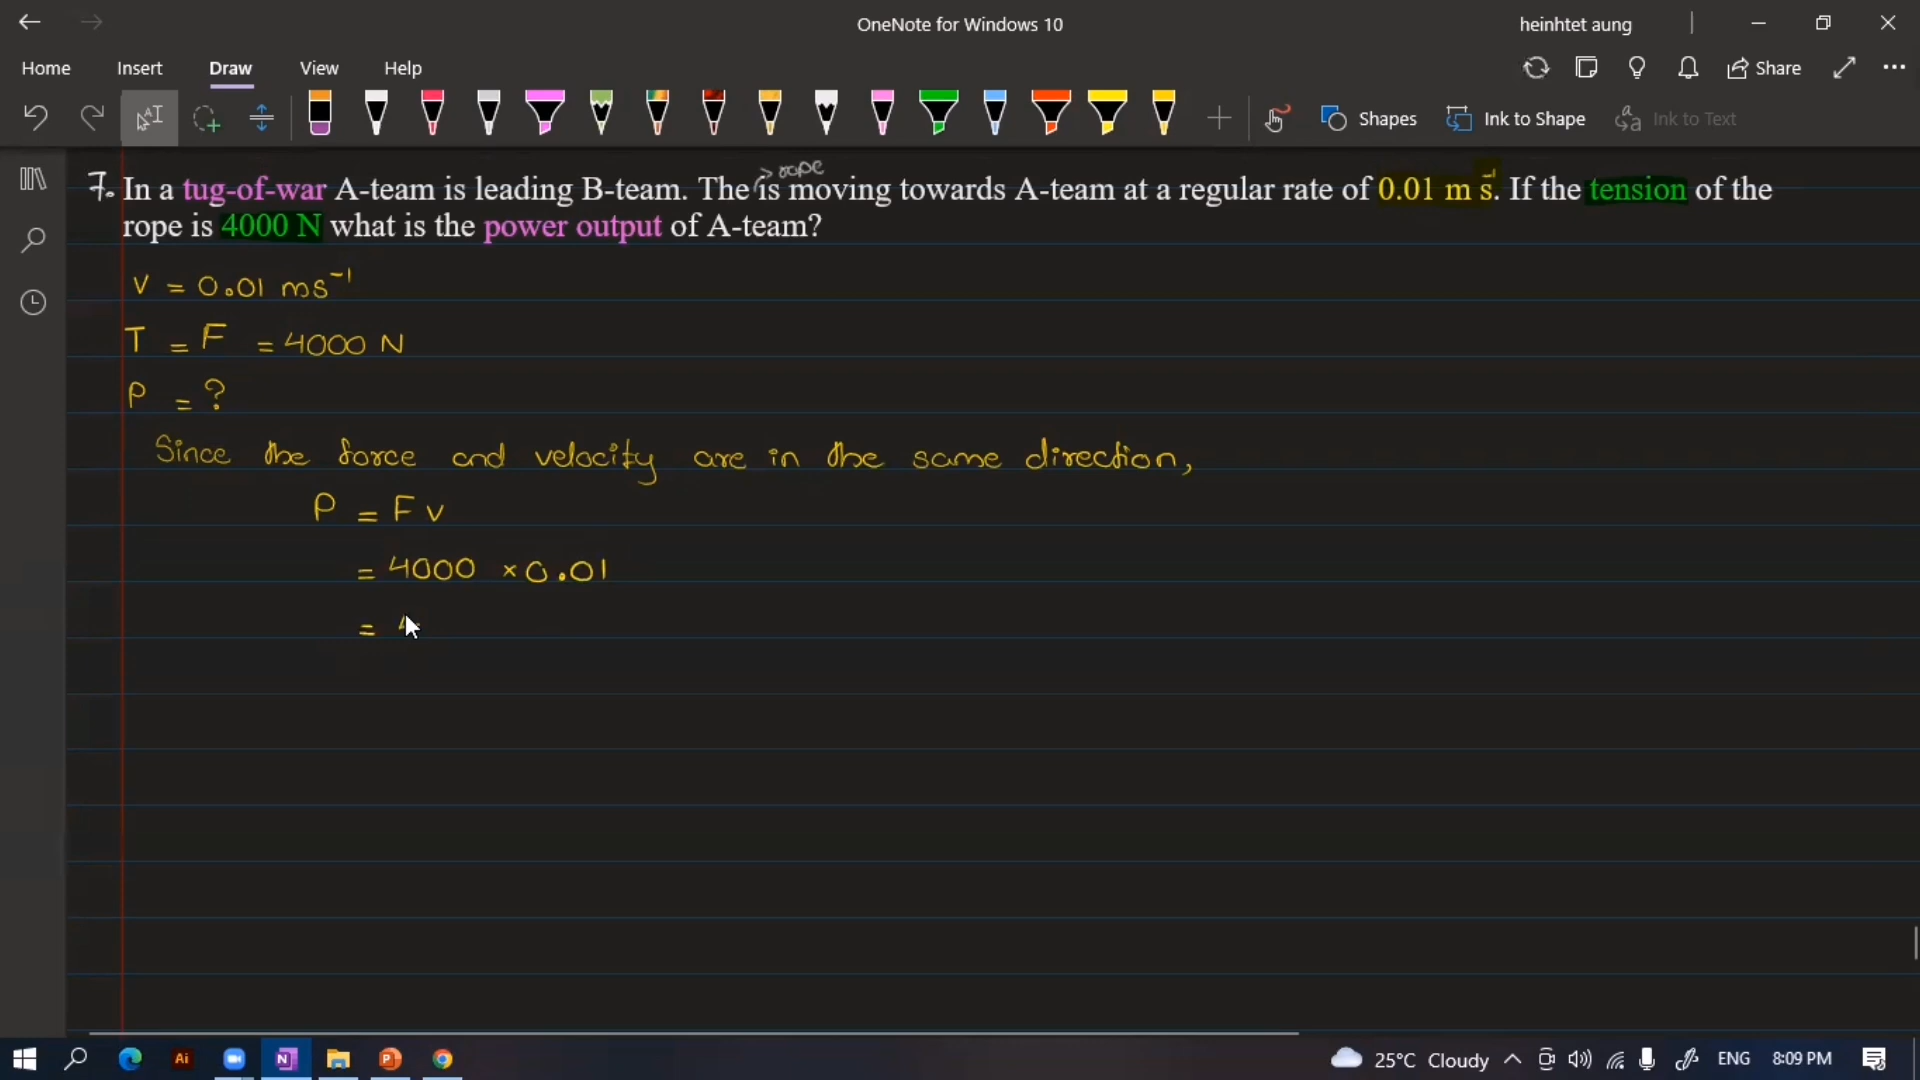 OneNote for Windows 10
heinhtet aung
Home Insert Draw View Help
Share
Shapes Ink to Shape Ink to Text
> rope
7. In a tug-of-war A-team is leading B-team. The is moving towards A-team at a regular rate of 0.01 m s⁻¹. If the tension of the
rope is 4000 N what is the power output of A-team?
v = 0.01 ms⁻¹
T = F = 4000 N
P = ?
Since the force and velocity are in the same direction,
P = F v
= 4000 × 0.01
= 4
Ai N P
25°C Cloudy ENG 8:09 PM